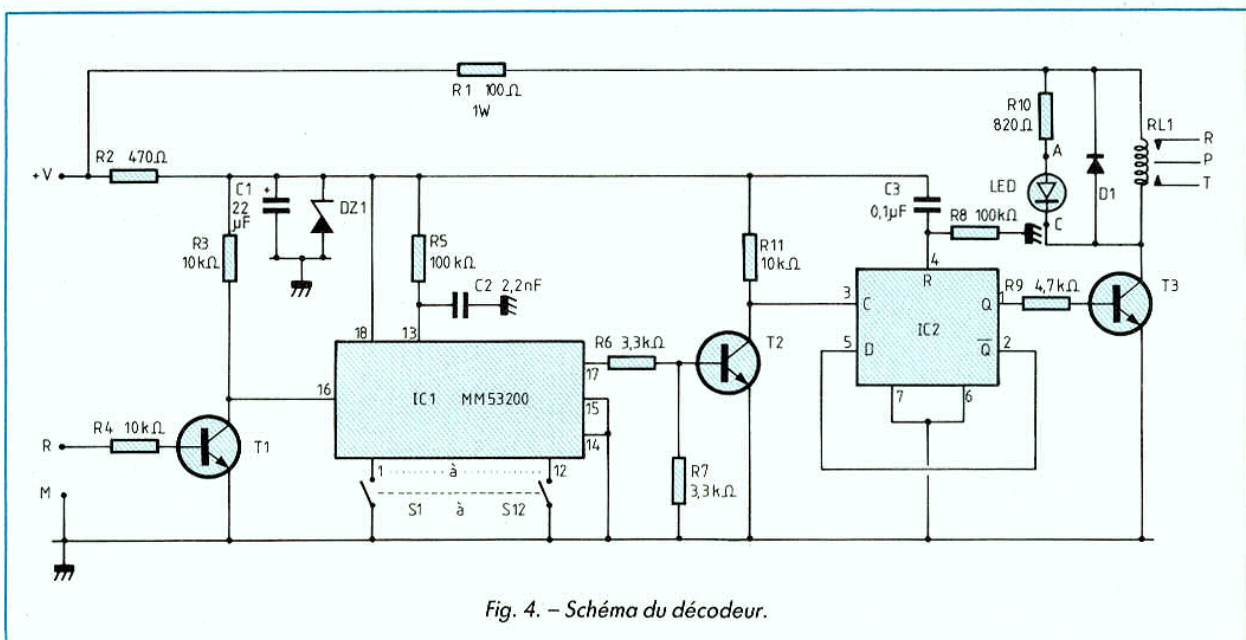 R1 100Ω
1W
R10
820Ω
RL1
R
P
T
A
LED
C
D1
R2 470Ω
+V
C1 +
22
µF
DZ1
R3
10kΩ
R5
100kΩ
C2 2,2nF
R11
10kΩ
C3
0,1µF
R8 100kΩ
4
R
3
C
Q
1
R9 4,7kΩ
T3
IC2
5
D
Q̅
2
7
6
18
13
R6 3,3kΩ
T2
17
16
IC1 MM53200
15
14
R4 10kΩ
R
T1
M
1 ...... à ...... 12
S1 à S12
R7
3,3kΩ
Fig. 4. – Schéma du décodeur.